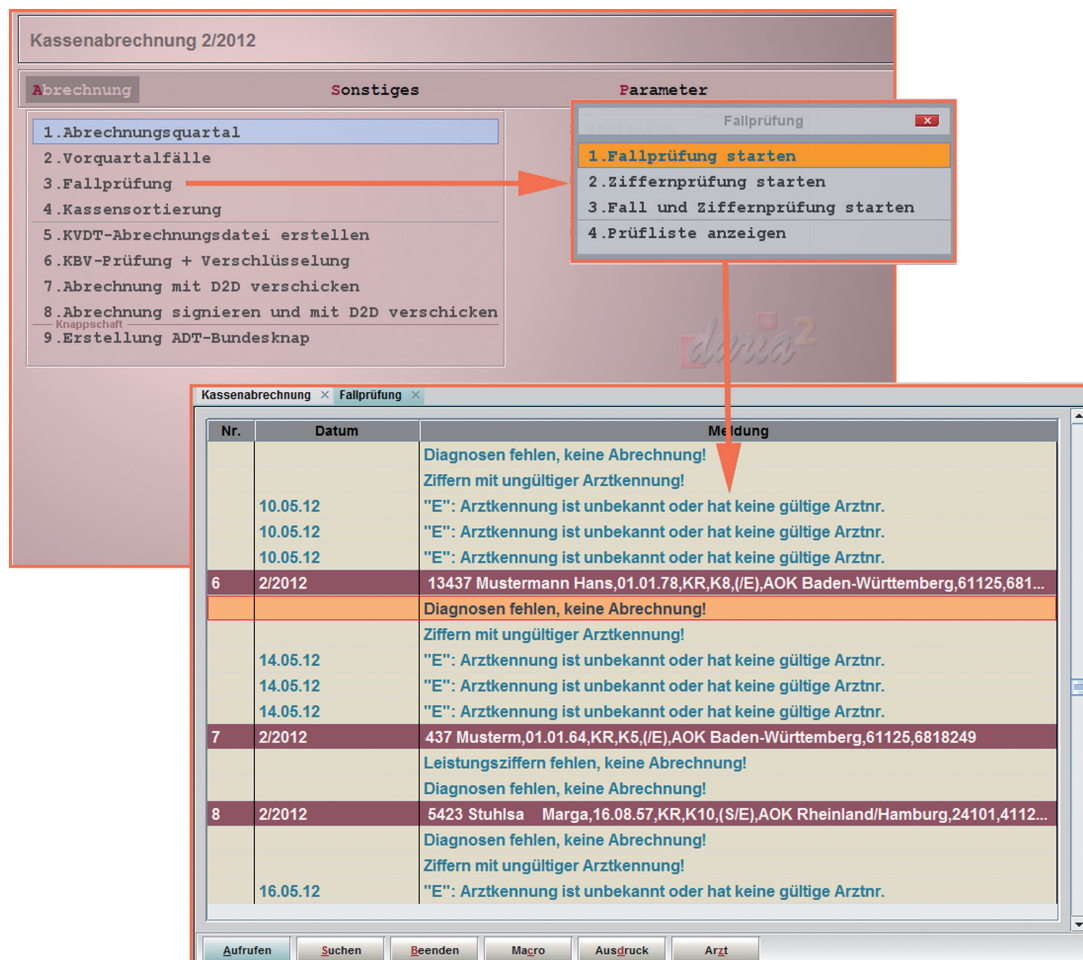 Kassenabrechnung 2/2012
Abrechnung Sonstiges Parameter
1.Abrechnungsquartal
2.Vorquartalfälle
3.Fallprüfung
4.Kassensortierung
5.KVDT-Abrechnungsdatei erstellen
6.KBV-Prüfung + Verschlüsselung
7.Abrechnung mit D2D verschicken
8.Abrechnung signieren und mit D2D verschicken
Knappschaft
9.Erstellung ADT-Bundesknap
Fallprüfung
1.Fallprüfung starten
2.Ziffernprüfung starten
3.Fall und Ziffernprüfung starten
4.Prüfliste anzeigen
duria2
Kassenabrechnung × Fallprüfung ×
Nr. Datum Meldung
Diagnosen fehlen, keine Abrechnung!
Ziffern mit ungültiger Arztkennung!
10.05.12 "E": Arztkennung ist unbekannt oder hat keine gültige Arztnr.
10.05.12 "E": Arztkennung ist unbekannt oder hat keine gültige Arztnr.
10.05.12 "E": Arztkennung ist unbekannt oder hat keine gültige Arztnr.
6 2/2012 13437 Mustermann Hans,01.01.78,KR,K8,(/E),AOK Baden-Württemberg,61125,681...
Diagnosen fehlen, keine Abrechnung!
Ziffern mit ungültiger Arztkennung!
14.05.12 "E": Arztkennung ist unbekannt oder hat keine gültige Arztnr.
14.05.12 "E": Arztkennung ist unbekannt oder hat keine gültige Arztnr.
14.05.12 "E": Arztkennung ist unbekannt oder hat keine gültige Arztnr.
7 2/2012 437 Musterm,01.01.64,KR,K5,(/E),AOK Baden-Württemberg,61125,6818249
Leistungsziffern fehlen, keine Abrechnung!
Diagnosen fehlen, keine Abrechnung!
8 2/2012 5423 Stuhlsa Marga,16.08.57,KR,K10,(S/E),AOK Rheinland/Hamburg,24101,4112...
Diagnosen fehlen, keine Abrechnung!
Ziffern mit ungültiger Arztkennung!
16.05.12 "E": Arztkennung ist unbekannt oder hat keine gültige Arztnr.
Aufrufen Suchen Beenden Macro Ausdruck Arzt